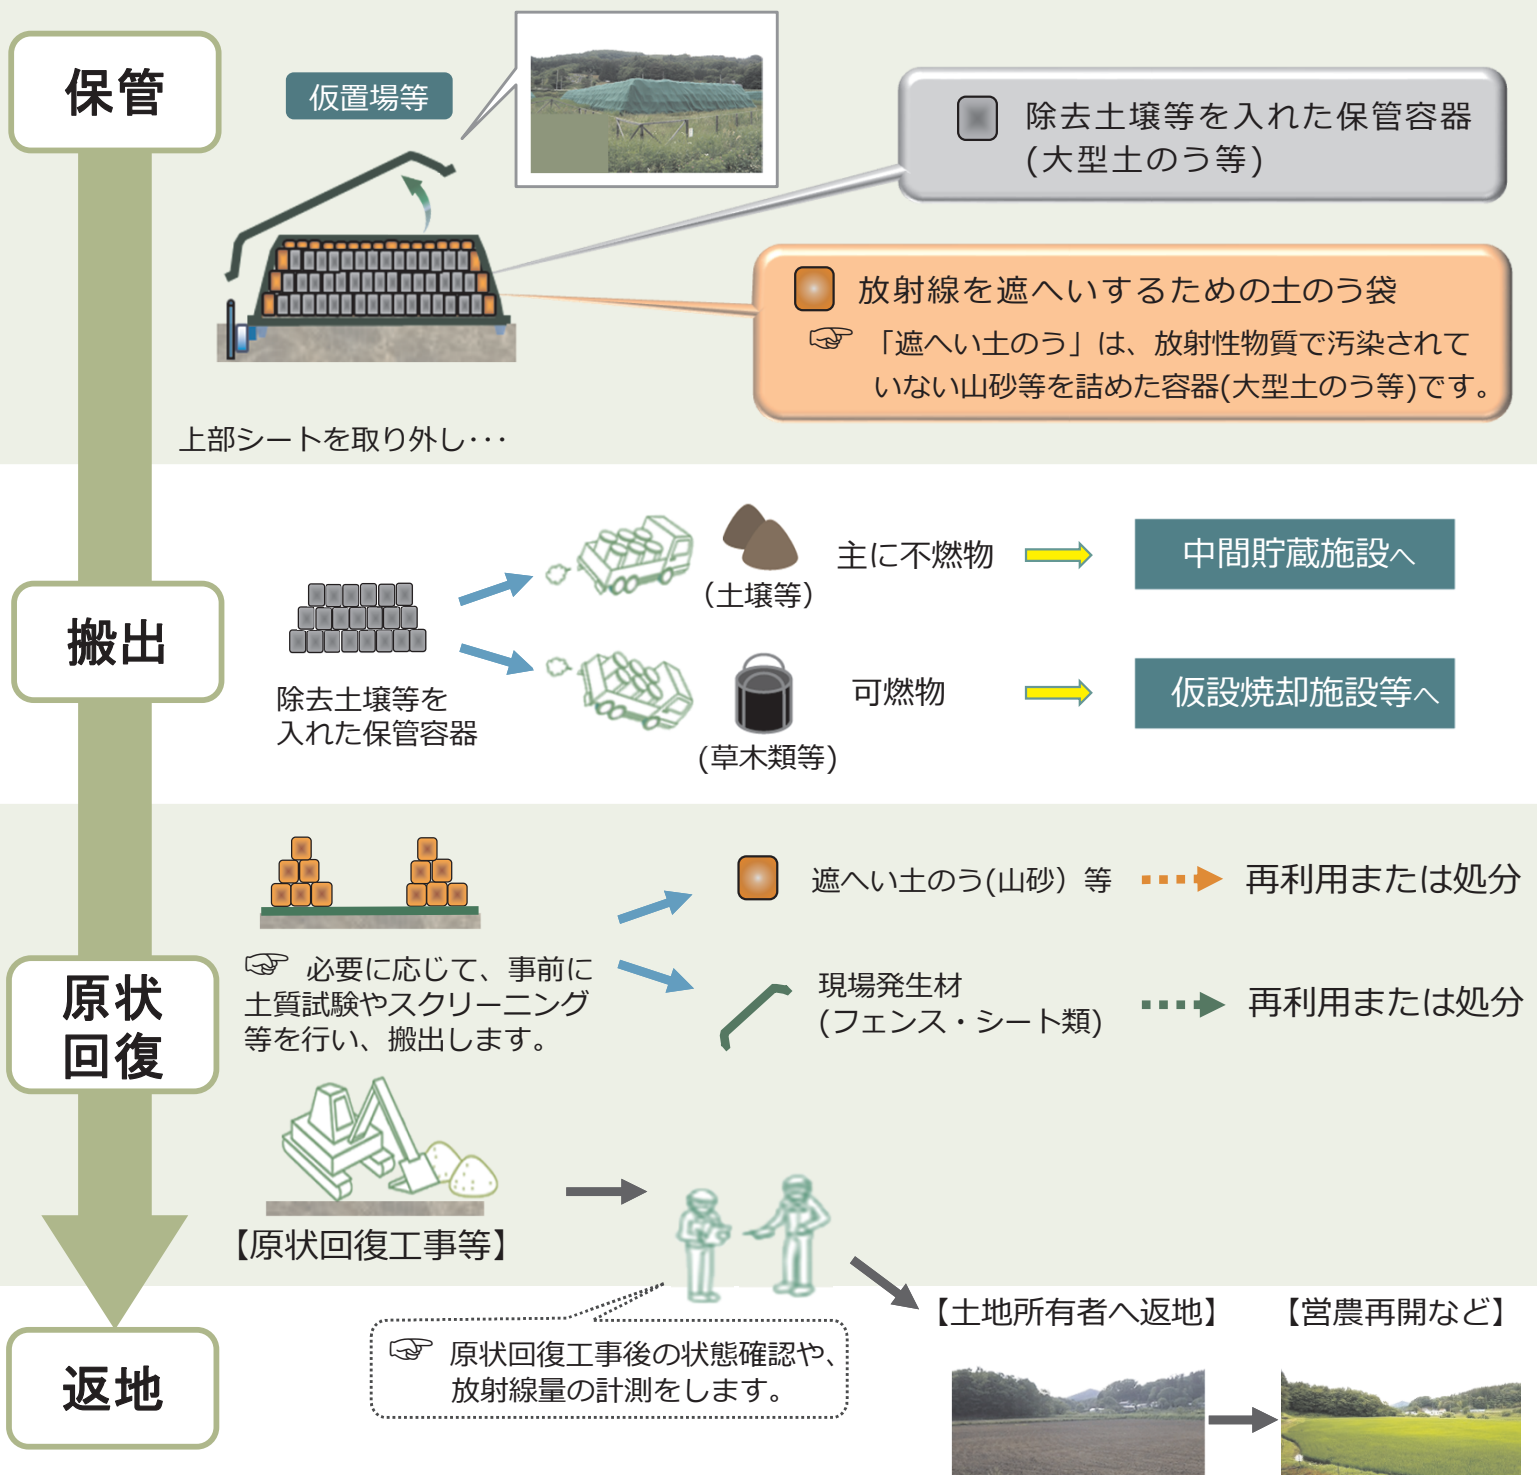 保管
仮置場等
除去土壌等を入れた保管容器
(大型土のう等)
放射線を遮へいするための土のう袋
☞ 「遮へい土のう」は、放射性物質で汚染されて
いない山砂等を詰めた容器(大型土のう等)です。
上部シートを取り外し･･･
搬出
除去土壌等を
入れた保管容器
(土壌等)
主に不燃物
中間貯蔵施設へ
(草木類等)
可燃物
仮設焼却施設等へ
原状
回復
☞ 必要に応じて、事前に
土質試験やスクリーニング
等を行い、搬出します。
遮へい土のう(山砂）等
再利用または処分
現場発生材
(フェンス・シート類)
再利用または処分
【原状回復工事等】
☞ 原状回復工事後の状態確認や、
放射線量の計測をします。
返地
【土地所有者へ返地】
【営農再開など】